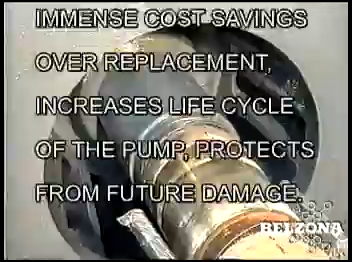 IMMENSE COST SAVINGS
OVER REPLACEMENT,
INCREASES LIFE CYCLE
OF THE PUMP, PROTECTS
FROM FUTURE DAMAGE.
BELZONA